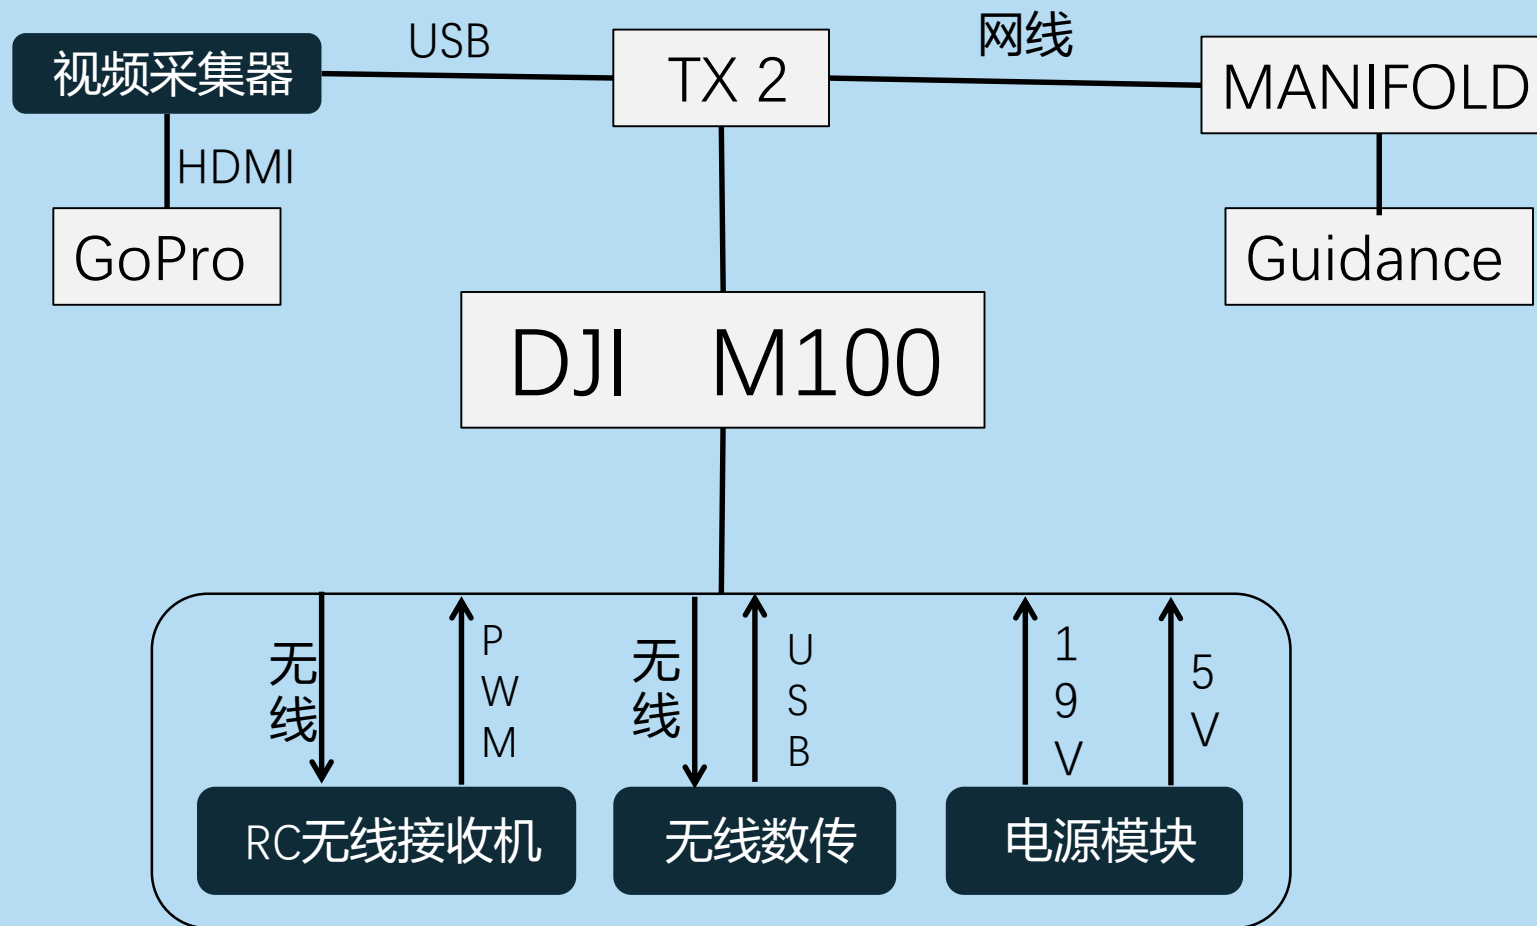 视频采集器
USB
TX 2
网线
MANIFOLD
HDMI
GoPro
Guidance
DJI M100
无线
PWM
无线
USB
19V
5V
RC无线接收机
无线数传
电源模块